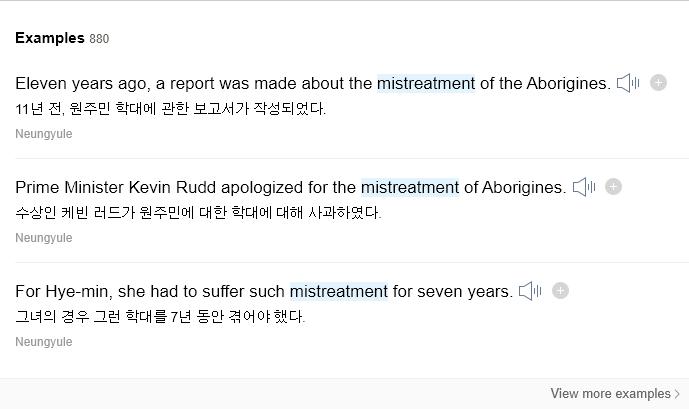 Examples 880
Eleven years ago, a report was made about the mistreatment of the Aborigines.
11년 전, 원주민 학대에 관한 보고서가 작성되었다.
Neungyule
Prime Minister Kevin Rudd apologized for the mistreatment of Aborigines.
수상인 케빈 러드가 원주민에 대한 학대에 대해 사과하였다.
Neungyule
For Hye-min, she had to suffer such mistreatment for seven years.
그녀의 경우 그런 학대를 7년 동안 겪어야 했다.
Neungyule
View more examples